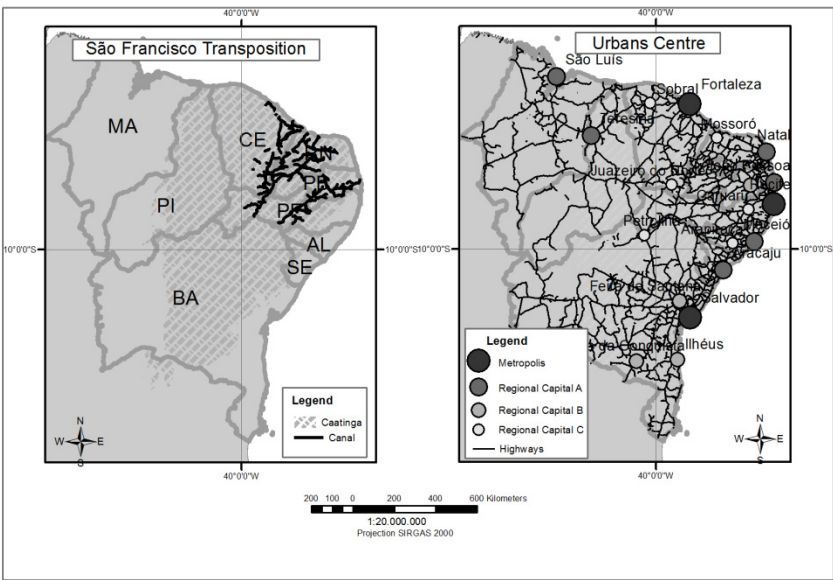 40°0'0"W
40°0'0"W
São Francisco Transposition
MA
CE
PI
PB
PE
AL
SE
BA
10°0'0"S
Legend
Caatinga
Canal
N
W
E
S
40°0'0"W
Urbans Centre
São Luís
Sobral
Fortaleza
Teresina
Mossoró
Natal
Juazeiro do
Recife
Caruaru
Petrolina
Maceió
Arapiraca
Aracaju
10°0'0"S
10°0'0"S
Feira de Santana
Salvador
da Conquista
Ilhéus
Legend
Metropolis
Regional Capital A
Regional Capital B
Regional Capital C
Highways
N
W
E
S
40°0'0"W
200 100 0 200 400 600 Kilometers
1:20.000.000
Projection SIRGAS 2000